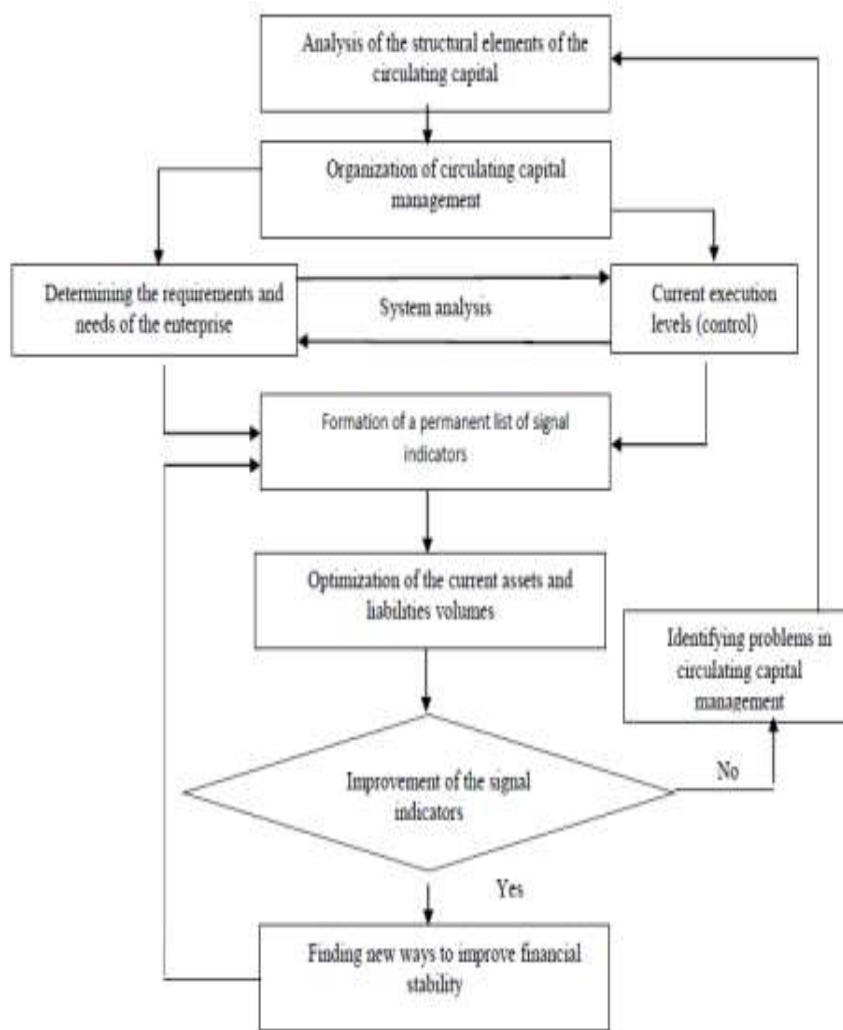 Analysis of the structural elements of the
circulating capital
Organization of circulating capital
management
Determining the requirements and
needs of the enterprise
System analysis
Current execution
levels (control)
Formation of a permanent list of signal
indicators
Optimization of the current assets and
liabilities volumes
Identifying problems in
circulating capital
management
Improvement of the signal
indicators
No
Yes
Finding new ways to improve financial
stability